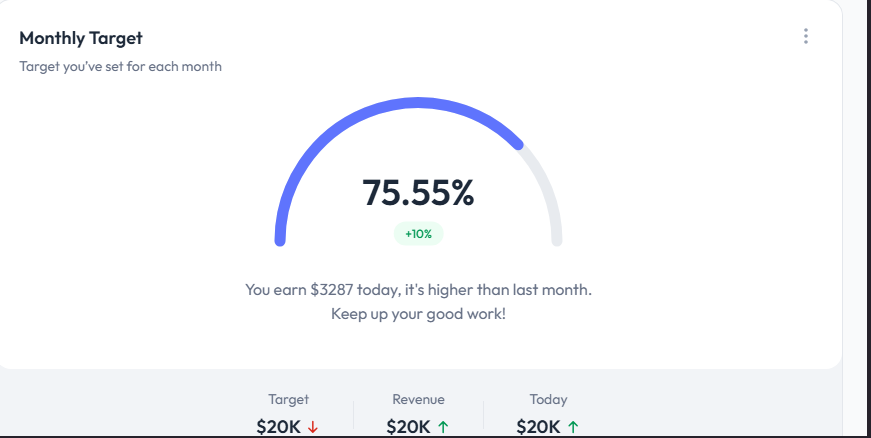 Monthly Target
Target you've set for each month
75.55%
+10%
You earn $3287 today, it's higher than last month.
Keep up your good work!
Target Revenue Today
$20K ↓ $20K ↑ $20K ↑